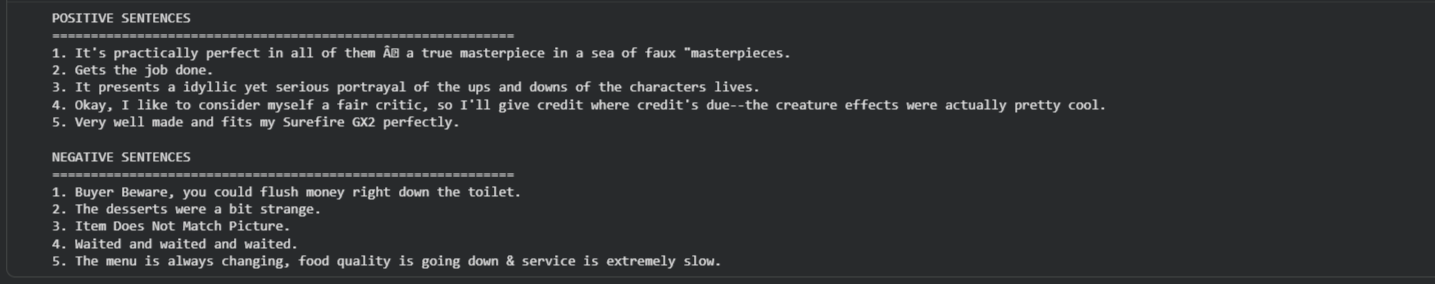 POSITIVE SENTENCES
============================================================
1. It's practically perfect in all of them Â a true masterpiece in a sea of faux "masterpieces.
2. Gets the job done.
3. It presents a idyllic yet serious portrayal of the ups and downs of the characters lives.
4. Okay, I like to consider myself a fair critic, so I'll give credit where credit's due--the creature effects were actually pretty cool.
5. Very well made and fits my Surefire GX2 perfectly.
NEGATIVE SENTENCES
============================================================
1. Buyer Beware, you could flush money right down the toilet.
2. The desserts were a bit strange.
3. Item Does Not Match Picture.
4. Waited and waited and waited.
5. The menu is always changing, food quality is going down & service is extremely slow.